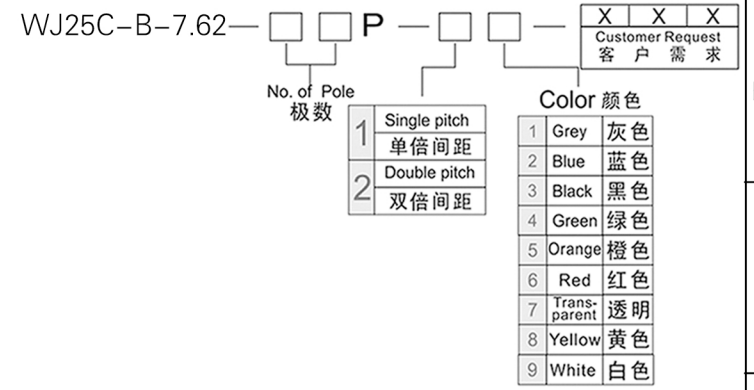 WJ25C-B-7.62— P — —
X X X
Customer Request
客 户 需 求
No. of Pole
极数
1 Single pitch
单倍间距
2 Double pitch
双倍间距
Color 颜色
1 Grey 灰色
2 Blue 蓝色
3 Black 黑色
4 Green 绿色
5 Orange 橙色
6 Red 红色
7 Trans-
parent 透明
8 Yellow 黄色
9 White 白色